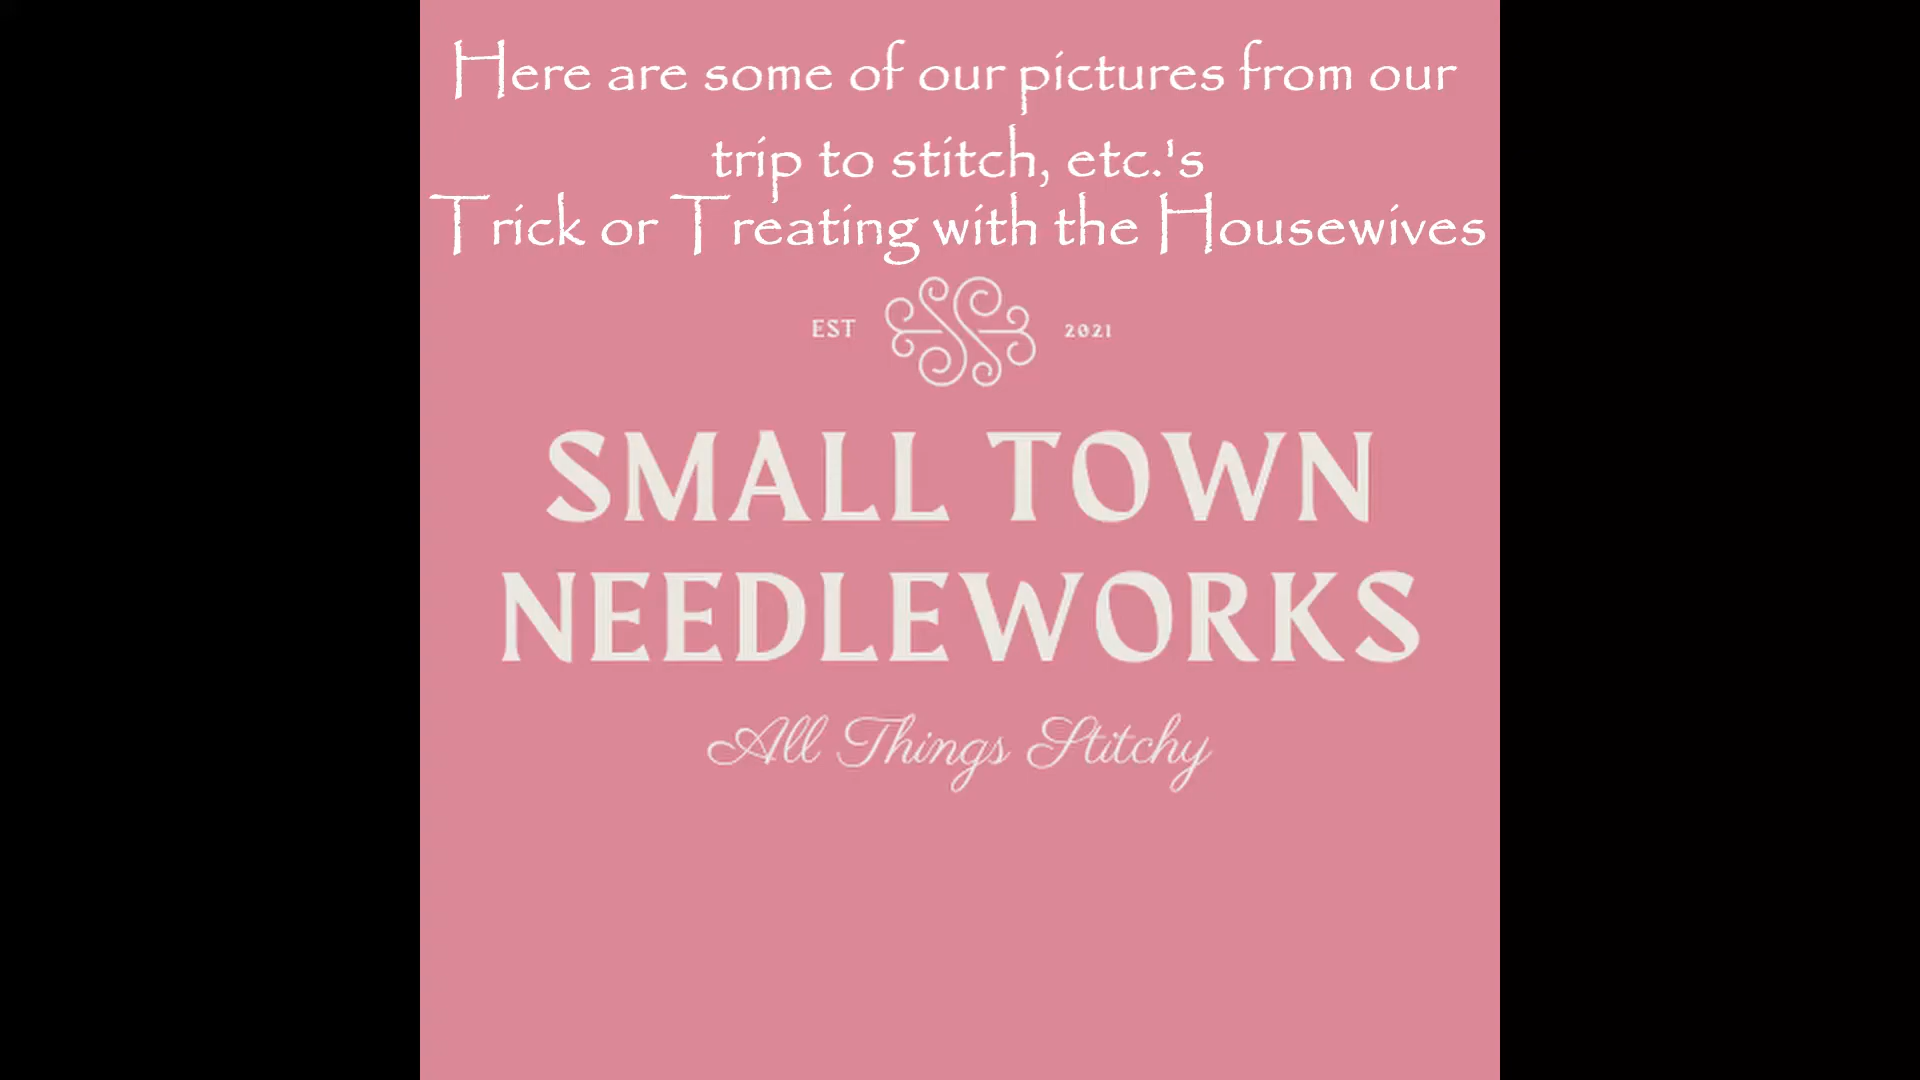 Here are some of our pictures from our
trip to stitch, etc.'s
Trick or Treating with the Housewives
EST 2021
SMALL TOWN
NEEDLEWORKS
All Things Stitchy